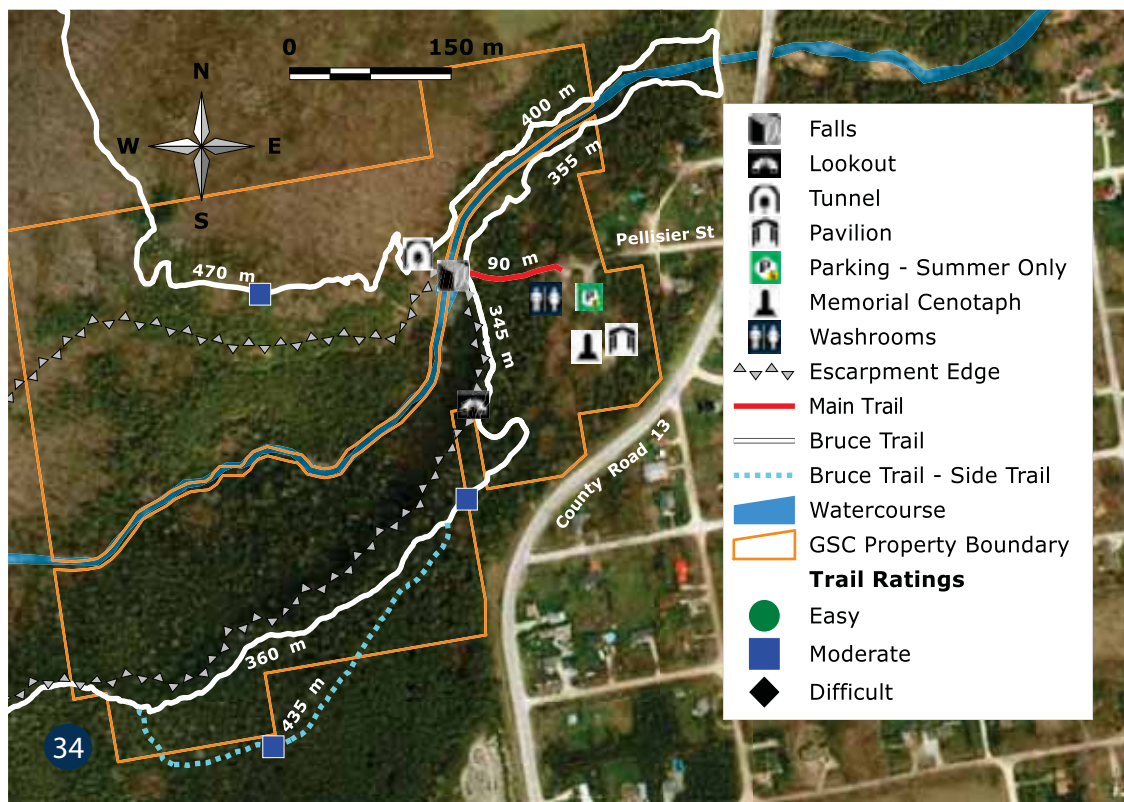 0 150 m
N
W E
S
400 m
355 m
Pellisier St
90 m
470 m
345 m
County Road 13
360 m
435 m
34
Falls
Lookout
Tunnel
Pavilion
P
Parking - Summer Only
Memorial Cenotaph
Washrooms
Escarpment Edge
Main Trail
Bruce Trail
Bruce Trail - Side Trail
Watercourse
GSC Property Boundary
Trail Ratings
Easy
Moderate
Difficult